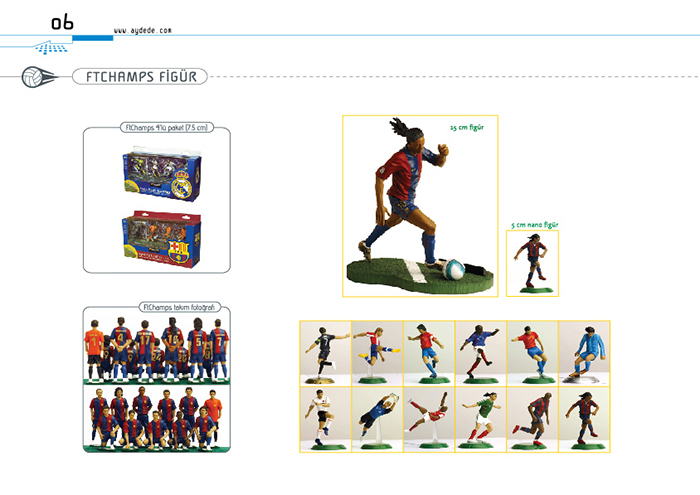 06
www.aydede.com
FTCHAMPS FİGÜR
FtChamps 4'lü paket (7.5 cm)
25 cm figür
5 cm nano figür
FtChamps takım fotoğrafı